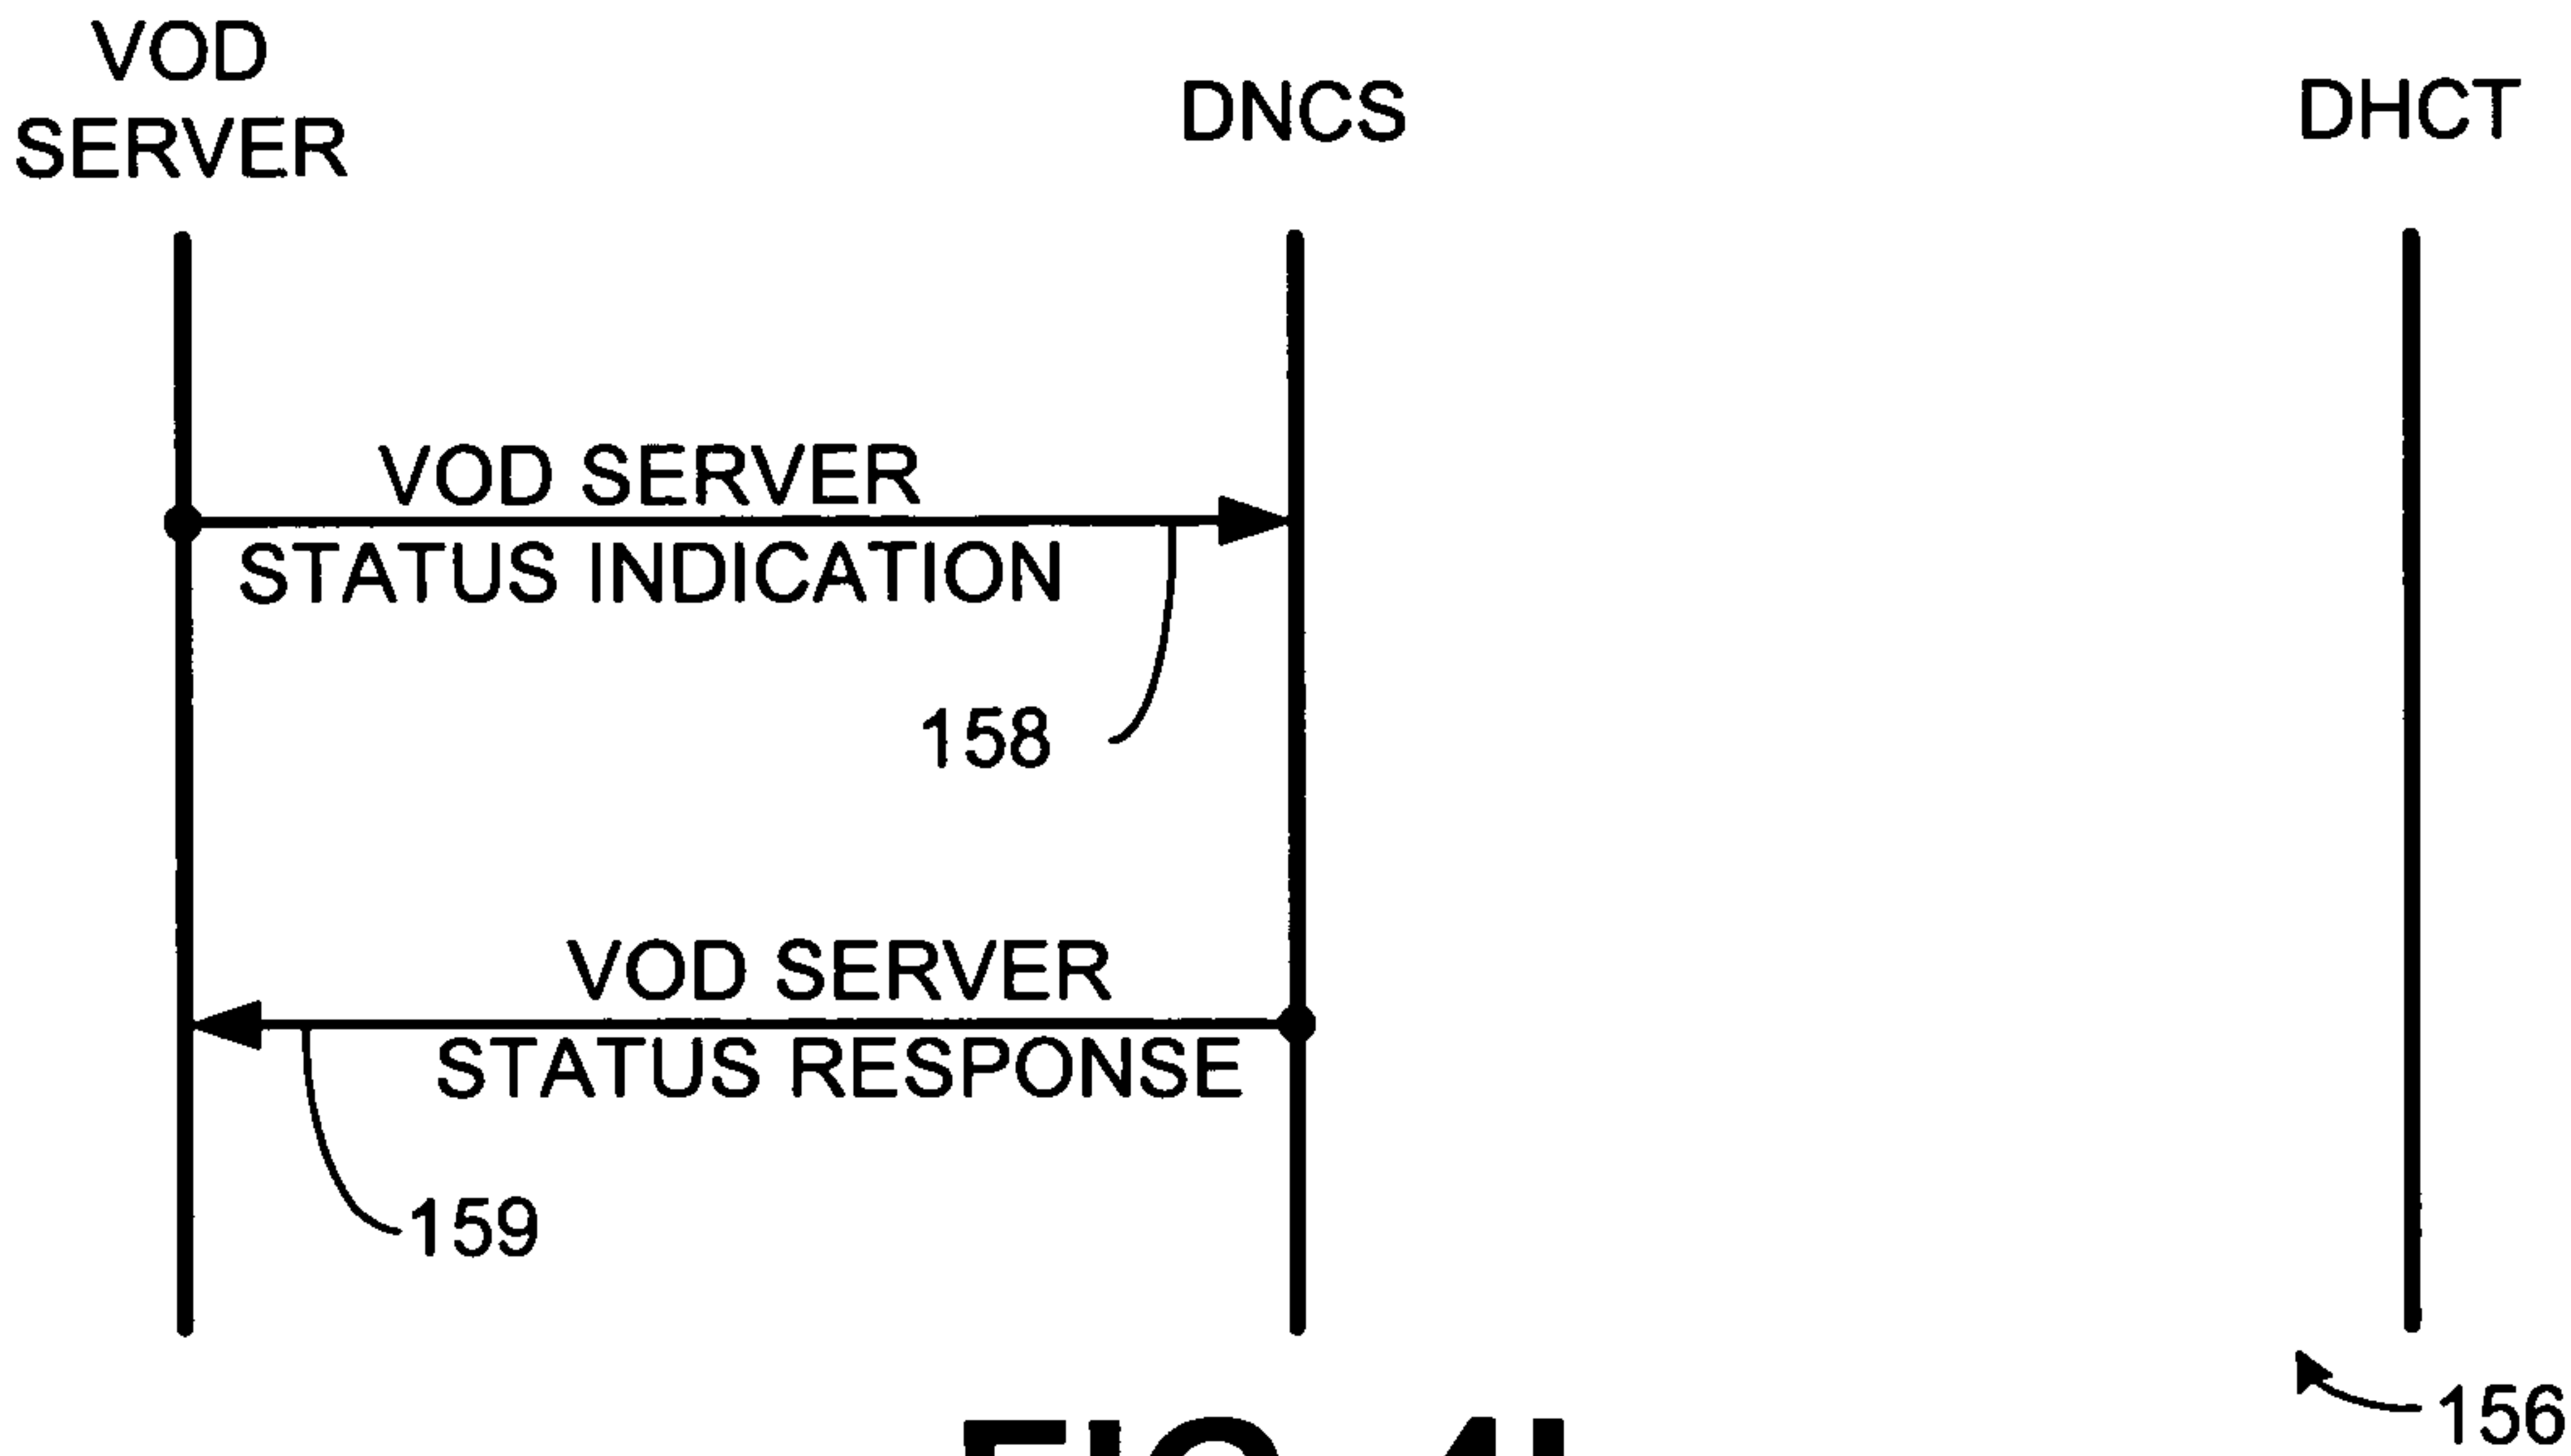 VOD
SERVER
DNCS
DHCT
VOD SERVER
STATUS INDICATION
158
VOD SERVER
STATUS RESPONSE
159
156